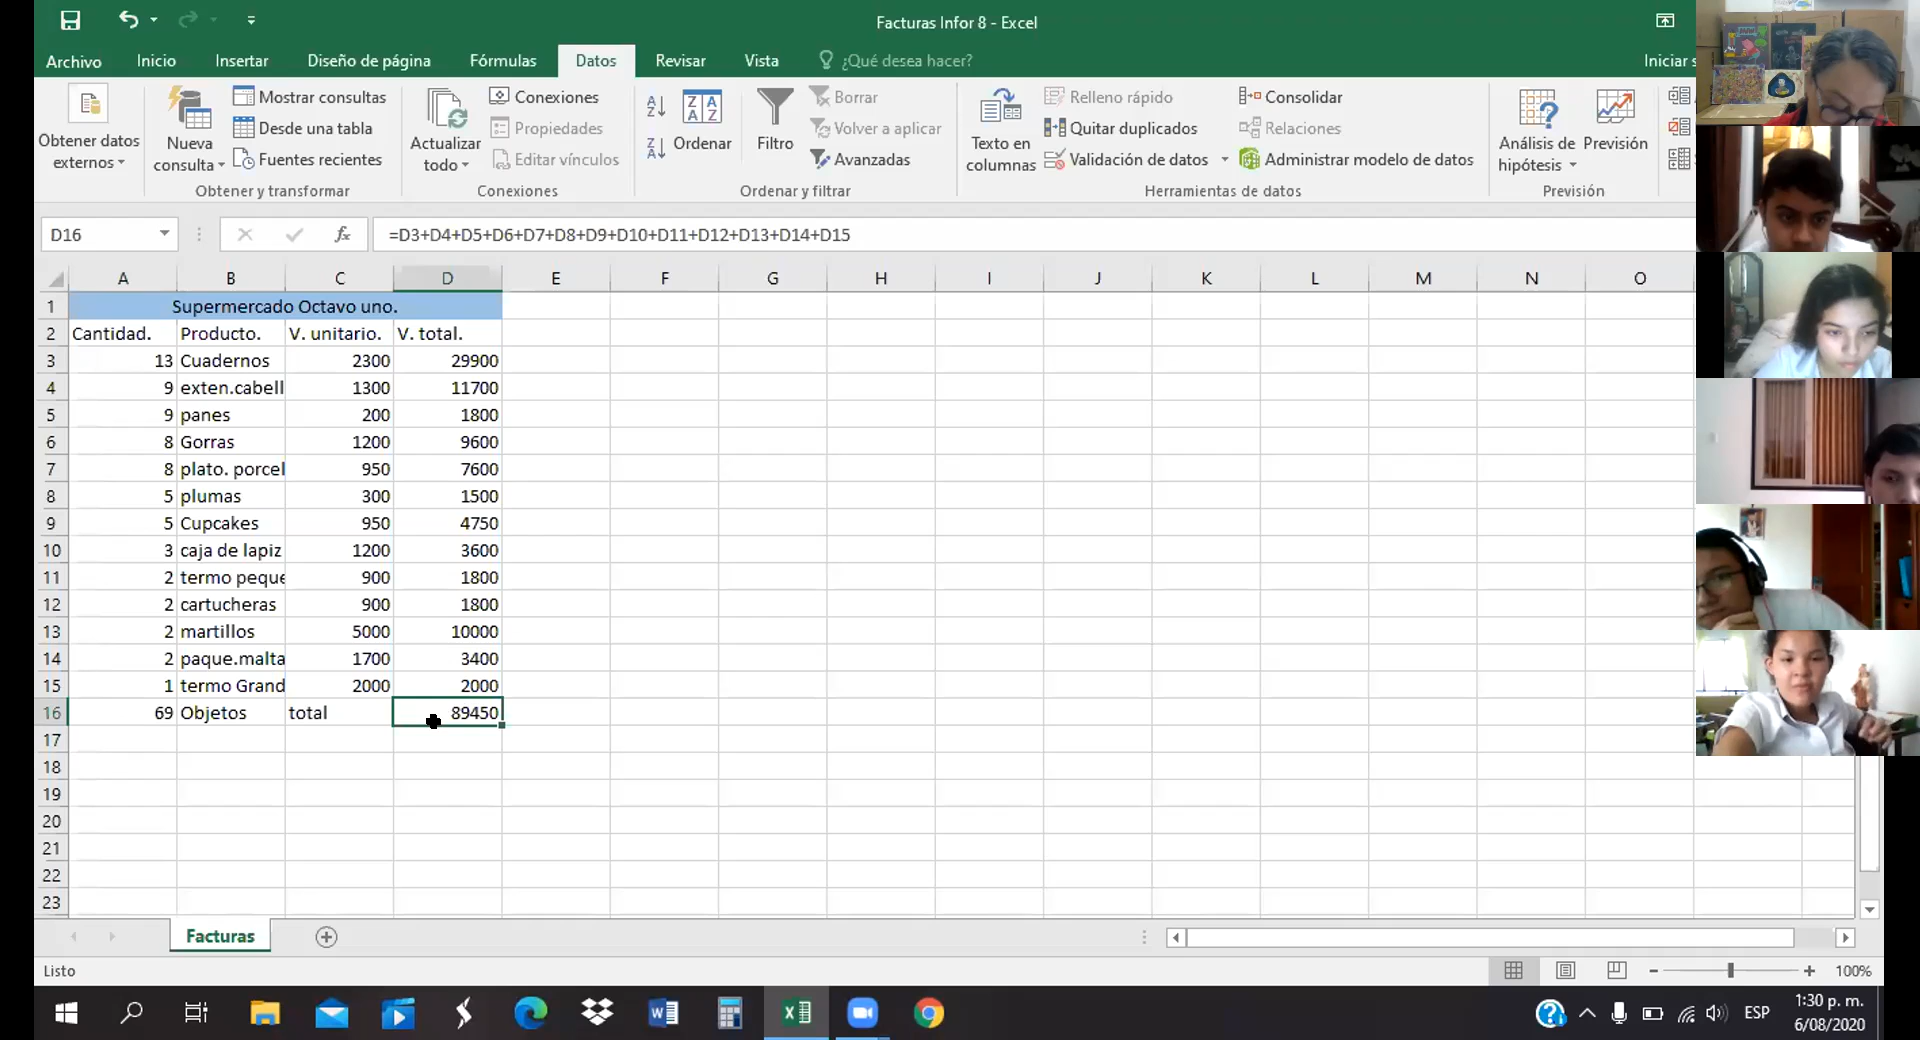 Facturas Infor 8 - Excel
Archivo Inicio Insertar Diseño de página Fórmulas Datos Revisar Vista ¿Qué desea hacer? Iniciar s
Obtener datos externos
Nueva consulta
Mostrar consultas
Desde una tabla
Fuentes recientes
Obtener y transformar
Actualizar todo
Conexiones
Propiedades
Editar vínculos
Conexiones
Ordenar
Filtro
Borrar
Volver a aplicar
Avanzadas
Ordenar y filtrar
Texto en columnas
Relleno rápido
Quitar duplicados
Validación de datos
Consolidar
Relaciones
Administrar modelo de datos
Herramientas de datos
Análisis de hipótesis
Previsión
Previsión
D16 fx =D3+D4+D5+D6+D7+D8+D9+D10+D11+D12+D13+D14+D15
A B C D E F G H I J K L M N O
1 Supermercado Octavo uno.
2 Cantidad. Producto. V. unitario. V. total.
3 13 Cuadernos 2300 29900
4 9 exten.cabell 1300 11700
5 9 panes 200 1800
6 8 Gorras 1200 9600
7 8 plato. porcel 950 7600
8 5 plumas 300 1500
9 5 Cupcakes 950 4750
10 3 caja de lapiz 1200 3600
11 2 termo peque 900 1800
12 2 cartucheras 900 1800
13 2 martillos 5000 10000
14 2 paque.malta 1700 3400
15 1 termo Grand 2000 2000
16 69 Objetos total 89450
17
18
19
20
21
22
23
Facturas
Listo 100%
ESP 1:30 p. m.
6/08/2020